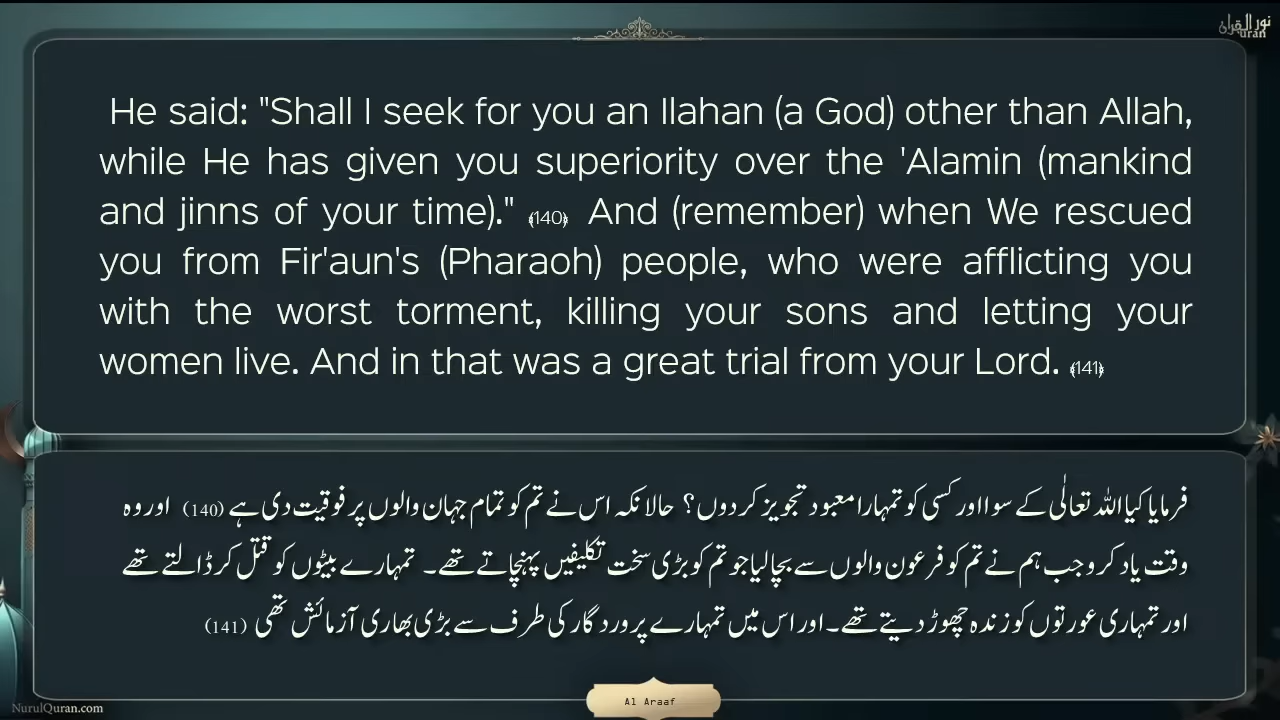 نور القرآن
uran
He said: "Shall I seek for you an Ilahan (a God) other than Allah,
while He has given you superiority over the 'Alamin (mankind
and jinns of your time)." ﴾140﴿ And (remember) when We rescued
you from Fir'aun's (Pharaoh) people, who were afflicting you
with the worst torment, killing your sons and letting your
women live. And in that was a great trial from your Lord. ﴾141﴿
فرمایا کیا اللہ تعالٰی کے سوا اور کسی کو تمہارا معبود تجویز کر دوں؟ حالانکہ اس نے تم کو تمام جہان والوں پر فوقیت دی ہے (140) اور وہ
وقت یاد کرو جب ہم نے تم کو فرعون والوں سے بچا لیا جو تم کو بڑی سخت تکلیفیں پہنچاتے تھے۔ تمہارے بیٹوں کو قتل کر ڈالتے تھے
اور تمہاری عورتوں کو زندہ چھوڑ دیتے تھے۔اور اس میں تمہارے پروردگار کی طرف سے بڑی بھاری آزمائش تھی (141)
Al Araaf
NurulQuran.com